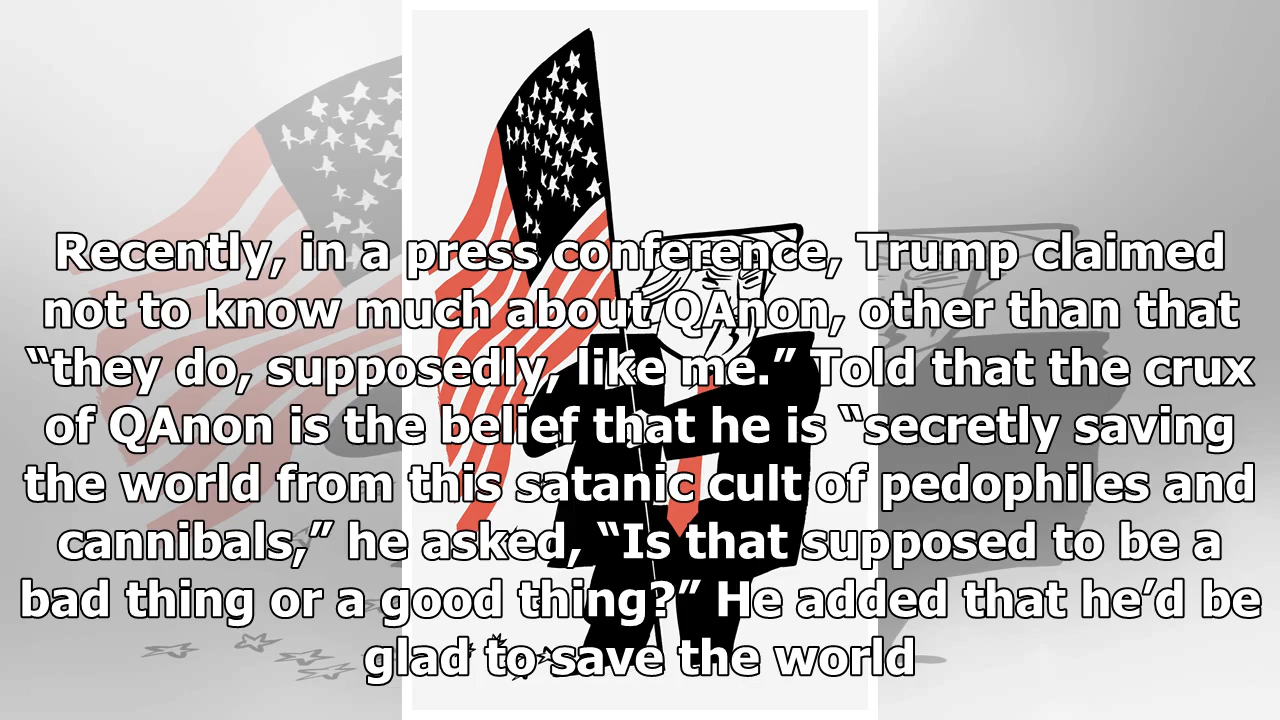 Recently, in a press conference, Trump claimed
not to know much about QAnon, other than that
“they do, supposedly, like me.” Told that the crux
of QAnon is the belief that he is “secretly saving
the world from this satanic cult of pedophiles and
cannibals,” he asked, “Is that supposed to be a
bad thing or a good thing?” He added that he’d be
glad to save the world